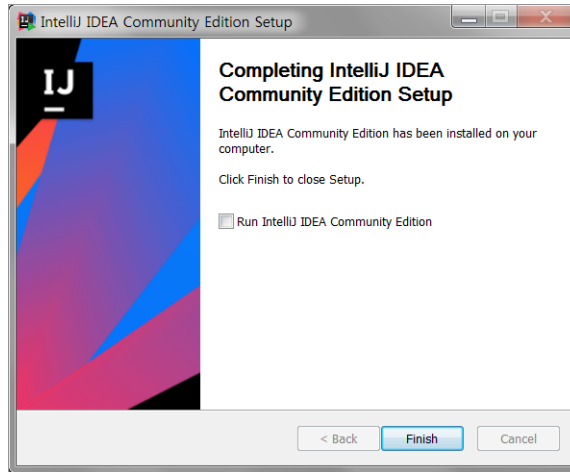 IntelliJ IDEA Community Edition Setup
IJ
Completing IntelliJ IDEA
Community Edition Setup
IntelliJ IDEA Community Edition has been installed on your
computer.
Click Finish to close Setup.
Run IntelliJ IDEA Community Edition
< Back
Finish
Cancel